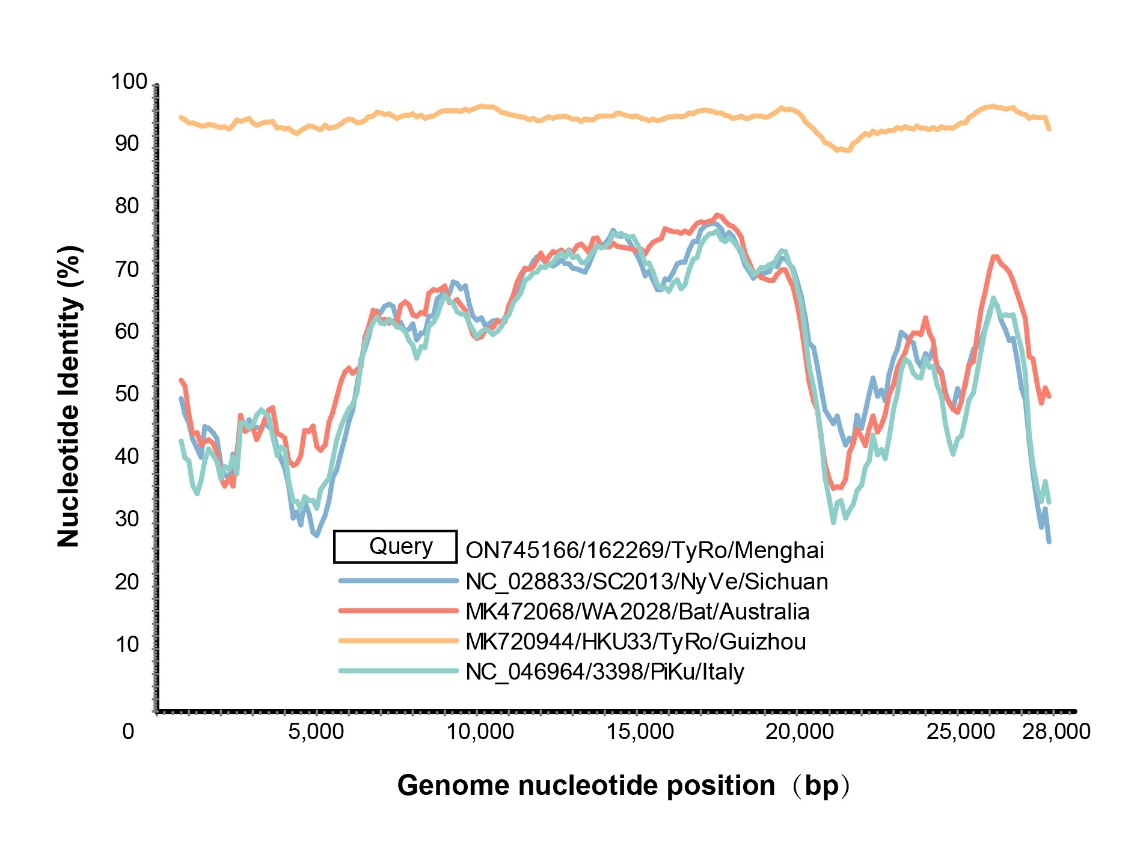 100
90
80
70
60
50
40
30
20
10
0
Nucleotide Identity (%)
Query ON745166/162269/TyRo/Menghai
NC_028833/SC2013/NyVe/Sichuan
MK472068/WA2028/Bat/Australia
MK720944/HKU33/TyRo/Guizhou
NC_046964/3398/PiKu/Italy
5,000 10,000 15,000 20,000 25,000 28,000
Genome nucleotide position（bp）